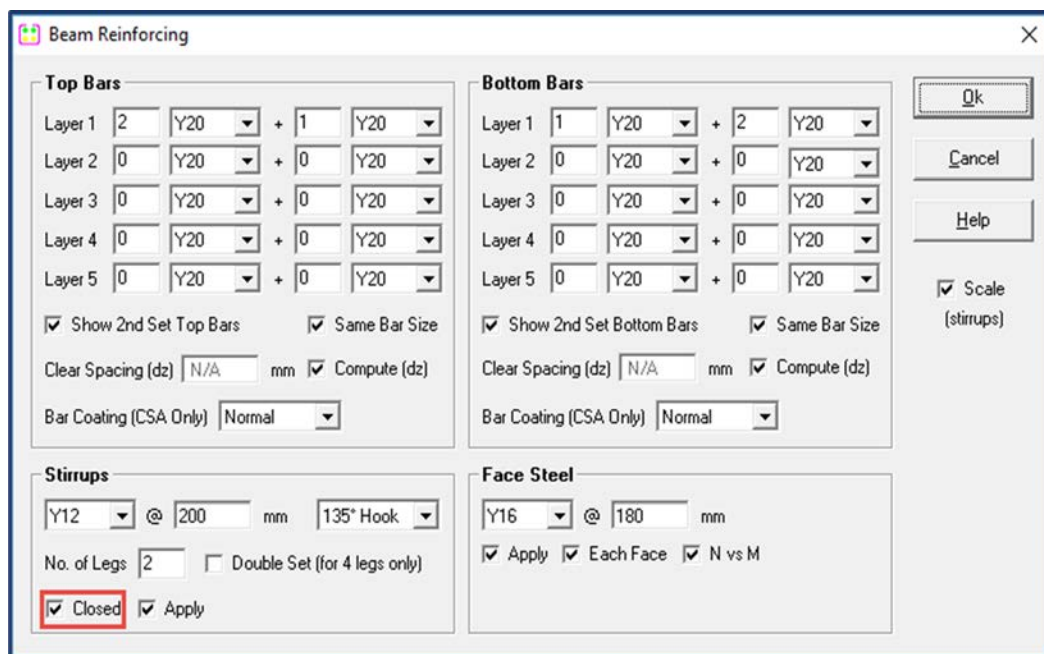 Beam Reinforcing
Top Bars
Layer 1 2 Y20 + 1 Y20
Layer 2 0 Y20 + 0 Y20
Layer 3 0 Y20 + 0 Y20
Layer 4 0 Y20 + 0 Y20
Layer 5 0 Y20 + 0 Y20
Show 2nd Set Top Bars Same Bar Size
Clear Spacing (dz) N/A mm Compute (dz)
Bar Coating (CSA Only) Normal
Bottom Bars
Layer 1 1 Y20 + 2 Y20
Layer 2 0 Y20 + 0 Y20
Layer 3 0 Y20 + 0 Y20
Layer 4 0 Y20 + 0 Y20
Layer 5 0 Y20 + 0 Y20
Show 2nd Set Bottom Bars Same Bar Size
Clear Spacing (dz) N/A mm Compute (dz)
Bar Coating (CSA Only) Normal
Ok
Cancel
Help
Scale
(stirrups)
Stirrups
Y12 @ 200 mm 135° Hook
No. of Legs 2 Double Set (for 4 legs only)
Closed Apply
Face Steel
Y16 @ 180 mm
Apply Each Face N vs M